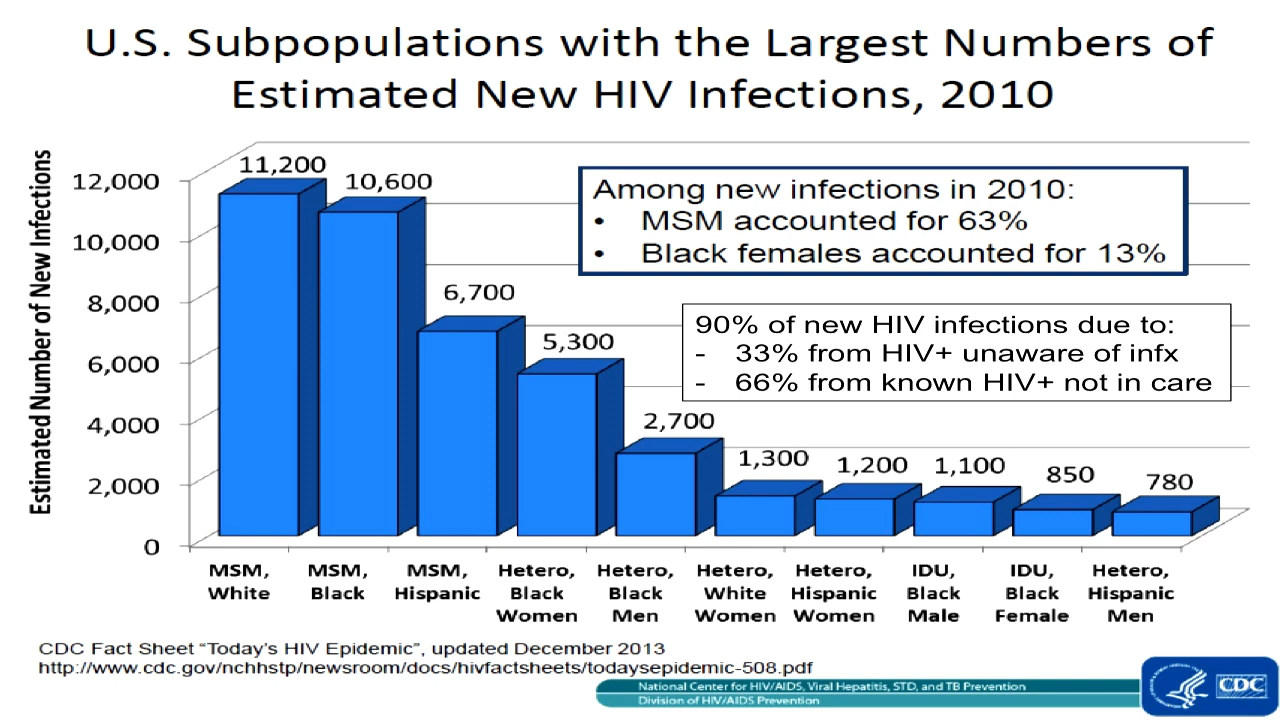 U.S. Subpopulations with the Largest Numbers of
Estimated New HIV Infections, 2010
Estimated Number of New Infections
12,000
10,000
8,000
6,000
4,000
2,000
0
11,200
10,600
6,700
5,300
2,700
1,300
1,200
1,100
850
780
Among new infections in 2010:
• MSM accounted for 63%
• Black females accounted for 13%
90% of new HIV infections due to:
- 33% from HIV+ unaware of infx
- 66% from known HIV+ not in care
MSM,
White
MSM,
Black
MSM,
Hispanic
Hetero,
Black
Women
Hetero,
Black
Men
Hetero,
White
Women
Hetero,
Hispanic
Women
IDU,
Black
Male
IDU,
Black
Female
Hetero,
Hispanic
Men
CDC Fact Sheet “Today’s HIV Epidemic”, updated December 2013
http://www.cdc.gov/nchhstp/newsroom/docs/hivfactsheets/todaysepidemic-508.pdf
National Center for HIV/AIDS, Viral Hepatitis, STD, and TB Prevention
Division of HIV/AIDS Prevention
CDC